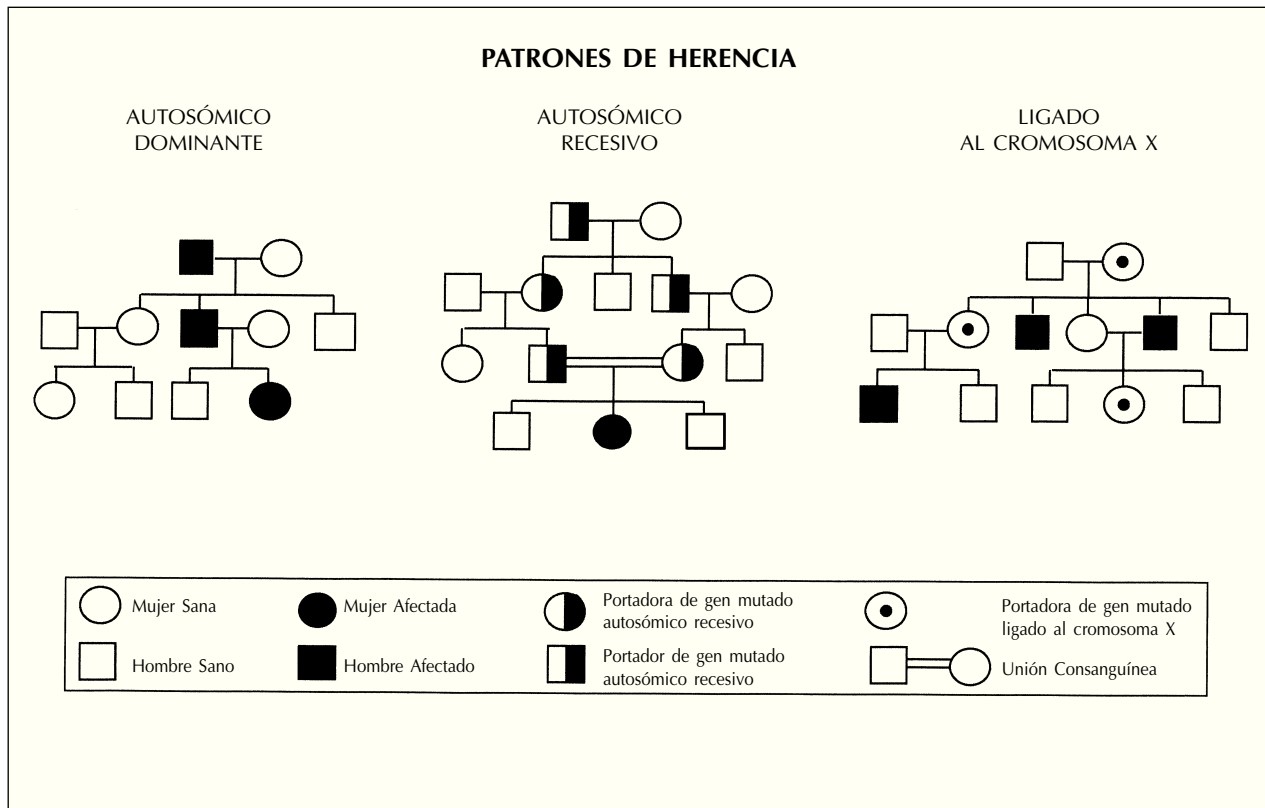 PATRONES DE HERENCIA
AUTOSÓMICO
DOMINANTE
AUTOSÓMICO
RECESIVO
LIGADO
AL CROMOSOMA X
Mujer Sana
Mujer Afectada
Portadora de gen mutado
autosómico recesivo
Portadora de gen mutado
ligado al cromosoma X
Hombre Sano
Hombre Afectado
Portador de gen mutado
autosómico recesivo
Unión Consanguínea